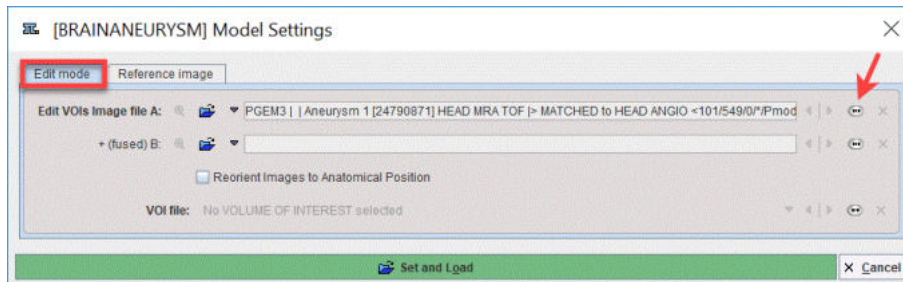 [BRAINANEURYSM] Model Settings
Edit mode Reference image
Edit VOIs Image file A: PGEM3 | | Aneurysm 1 [24790871] HEAD MRA TOF |> MATCHED to HEAD ANGIO <101/549/0/*/Pmod
+ (fused) B:
Reorient Images to Anatomical Position
VOI file: No VOLUME OF INTEREST selected
Set and Load
Cancel